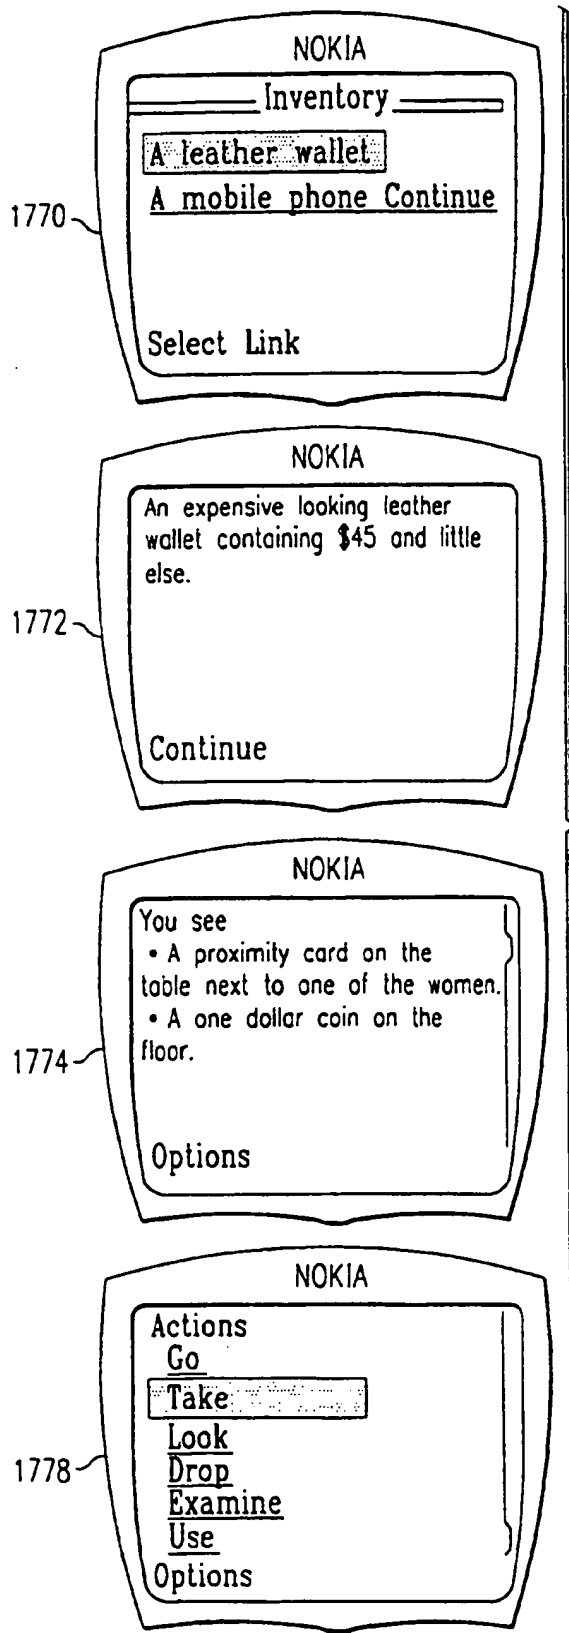 NOKIA
Inventory
A leather wallet
A mobile phone Continue
1770
Select Link
NOKIA
An expensive looking leather
wallet containing $45 and little
else.
1772
Continue
NOKIA
You see
• A proximity card on the
table next to one of the women.
• A one dollar coin on the
floor.
1774
Options
NOKIA
Actions
Go
Take
Look
Drop
1778
Examine
Use
Options